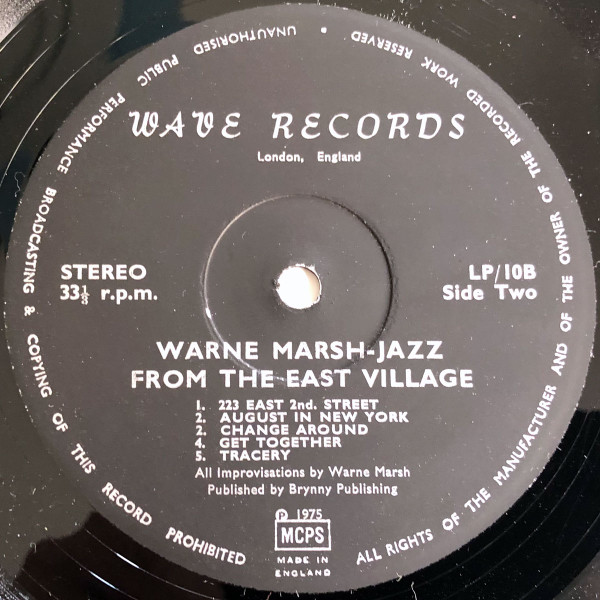 ALL RIGHTS OF THE MANUFACTURER AND OF THE OWNER OF THE RECORDED WORK RESERVED • UNAUTHORISED PUBLIC PERFORMANCE BROADCASTING & COPYING OF THIS RECORD PROHIBITED
WAVE RECORDS
London, England
STEREO
33⅓ r.p.m.
LP/10B
Side Two
WARNE MARSH-JAZZ
FROM THE EAST VILLAGE
1. 223 EAST 2nd. STREET
2. AUGUST IN NEW YORK
2. CHANGE AROUND
4. GET TOGETHER
5. TRACERY
All Improvisations by Warne Marsh
Published by Brynny Publishing
℗ 1975
MCPS
MADE IN
ENGLAND